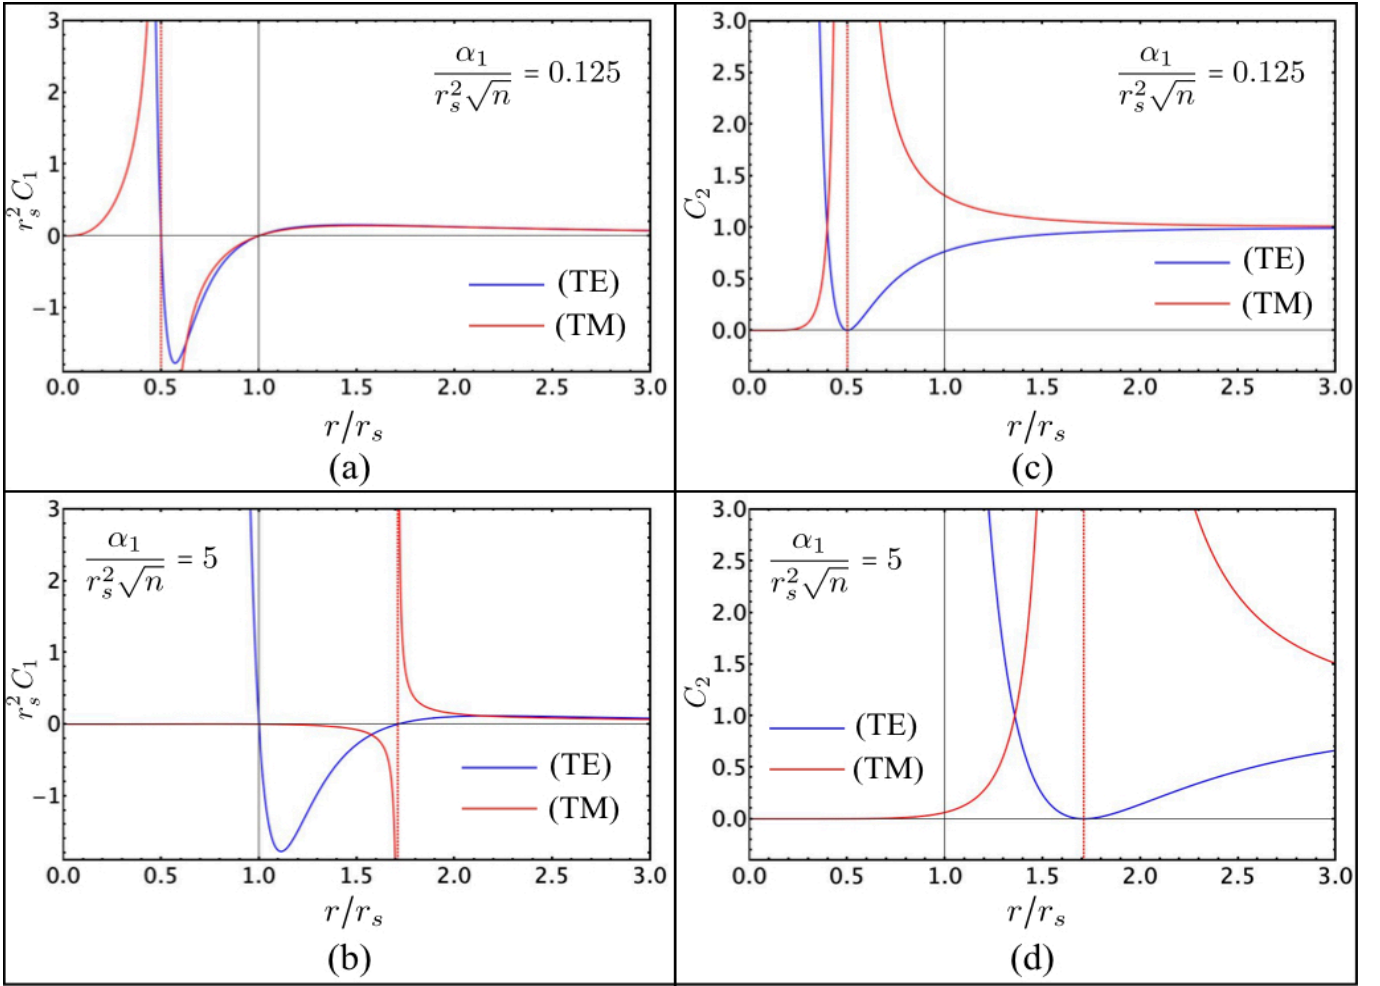 3
2
1
0
−1
r_s^2 C_1
α_1 / (r_s^2 √n) = 0.125
(TE)
(TM)
0.0 0.5 1.0 1.5 2.0 2.5 3.0
r/r_s
(a)
3.0
2.5
2.0
1.5
1.0
0.5
0.0
C_2
α_1 / (r_s^2 √n) = 0.125
(TE)
(TM)
0.0 0.5 1.0 1.5 2.0 2.5 3.0
r/r_s
(c)
3
2
1
0
−1
r_s^2 C_1
α_1 / (r_s^2 √n) = 5
(TE)
(TM)
0.0 0.5 1.0 1.5 2.0 2.5 3.0
r/r_s
(b)
3.0
2.5
2.0
1.5
1.0
0.5
0.0
C_2
α_1 / (r_s^2 √n) = 5
(TE)
(TM)
0.0 0.5 1.0 1.5 2.0 2.5 3.0
r/r_s
(d)